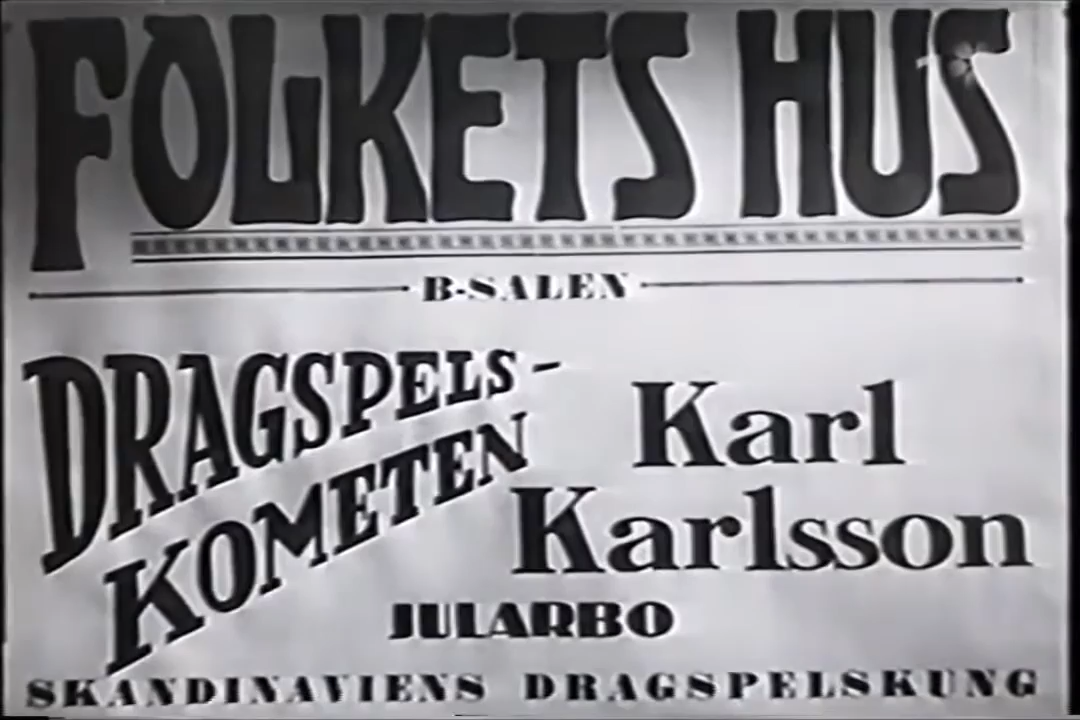 FOLKETS HUS
B-SALEN
DRAGSPELS-
KOMETEN
Karl
Karlsson
JULARBO
SKANDINAVIENS DRAGSPELSKUNG